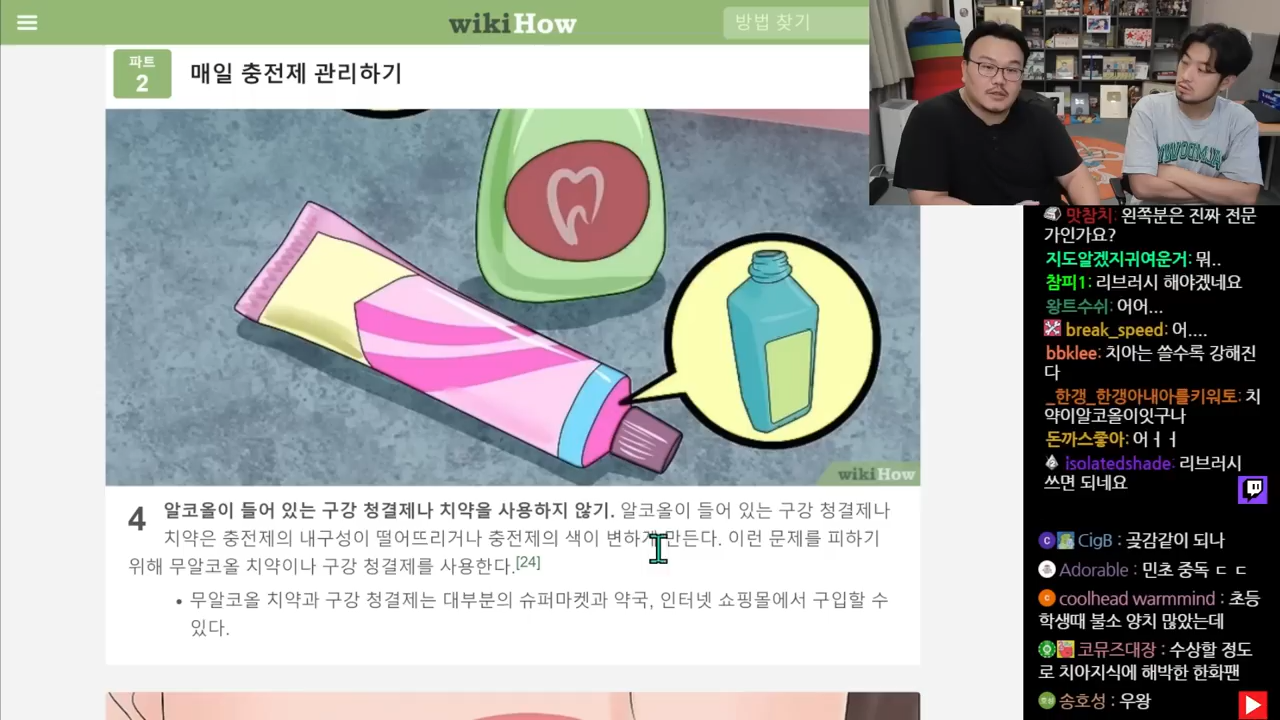 wikiHow
방법 찾기
파트
2
매일 충전제 관리하기
wikiHow
4
알코올이 들어 있는 구강 청결제나 치약을 사용하지 않기. 알코올이 들어 있는 구강 청결제나
치약은 충전제의 내구성이 떨어뜨리거나 충전제의 색이 변하게 만든다. 이런 문제를 피하기
위해 무알코올 치약이나 구강 청결제를 사용한다.[24]
• 무알코올 치약과 구강 청결제는 대부분의 슈퍼마켓과 약국, 인터넷 쇼핑몰에서 구입할 수
있다.
맛참치: 왼쪽분은 진짜 전문
가인가요?
지도알겠지귀여운거: 뭐..
참피1: 리브러시 해야겠네요
왕트수쉬: 어어...
break_speed: 어....
bbklee: 치아는 쓸수록 강해진
다
_한갱_한갱아내아를키워토: 치
약이알코올이잇구나
돈까스좋아: 어ㅓㅓ
isolatedshade: 리브러시
쓰면 되네요
CigB : 곶감같이 되나
Adorable : 민초 중독 ㄷ ㄷ
coolhead warmmind : 초등
학생때 불소 양치 많았는데
코뮤즈대장 : 수상할 정도
로 치아지식에 해박한 한화팬
송호성 : 우왕